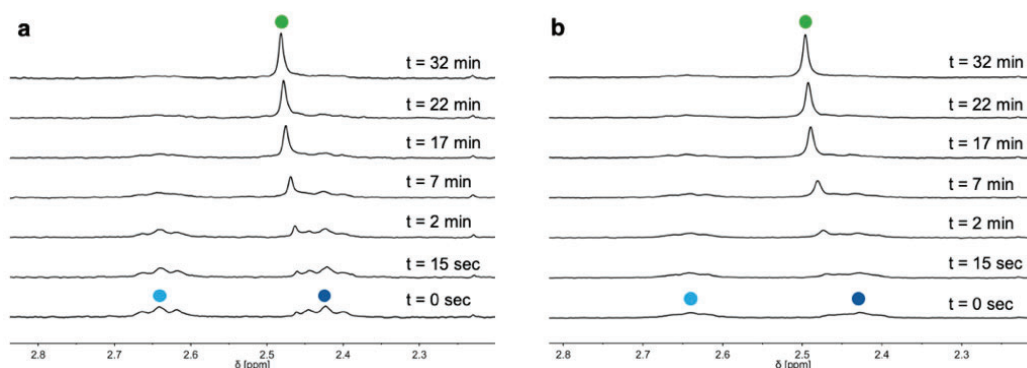 a
t = 32 min
t = 22 min
t = 17 min
t = 7 min
t = 2 min
t = 15 sec
t = 0 sec
2.8 2.7 2.6 2.5 2.4 2.3
δ [ppm]
b
t = 32 min
t = 22 min
t = 17 min
t = 7 min
t = 2 min
t = 15 sec
t = 0 sec
2.8 2.7 2.6 2.5 2.4 2.3
δ [ppm]